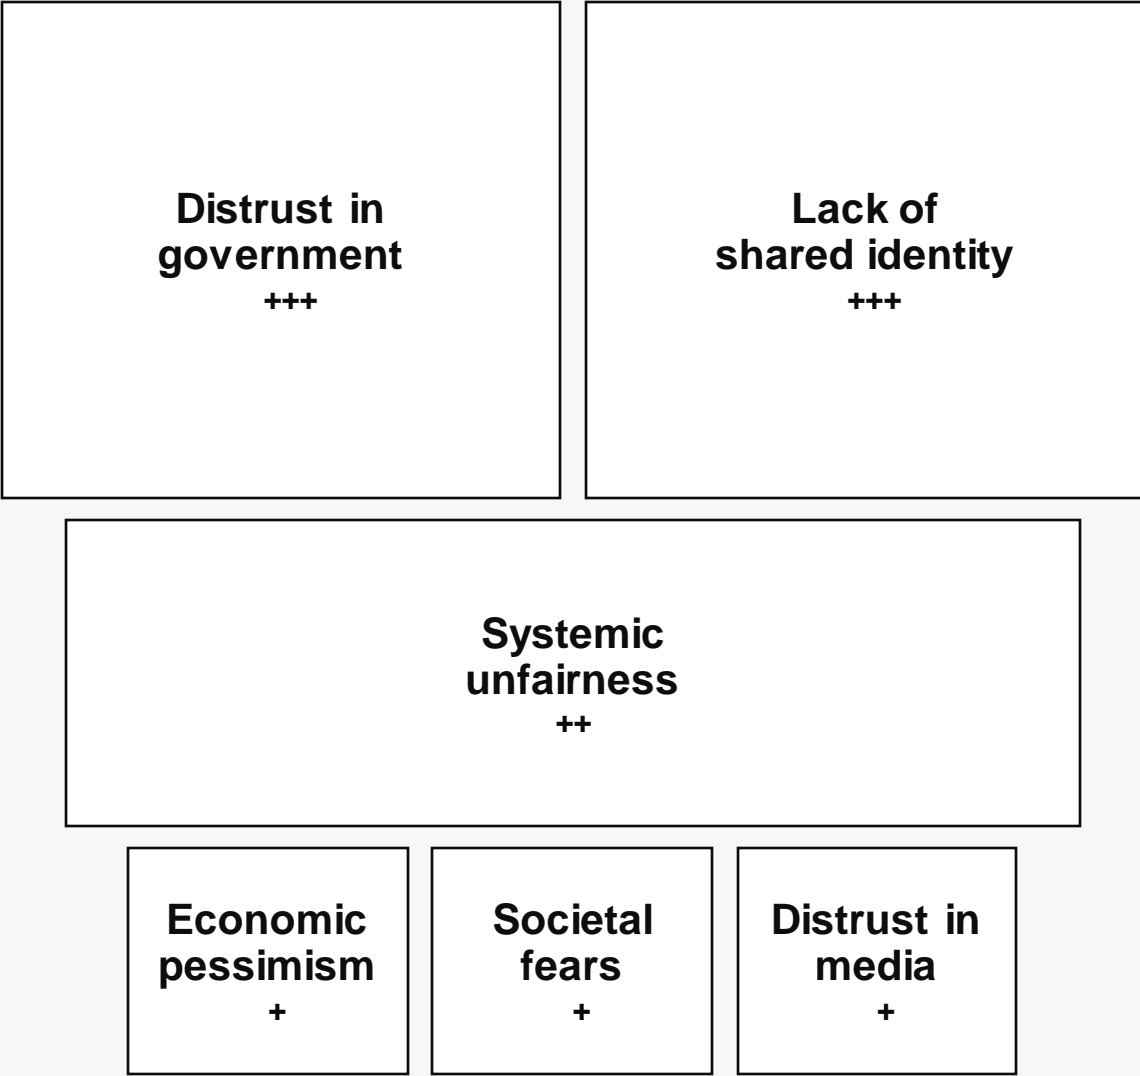 Distrust in
government
+++
Lack of
shared identity
+++
Systemic
unfairness
++
Economic
pessimism
+
Societal
fears
+
Distrust in
media
+